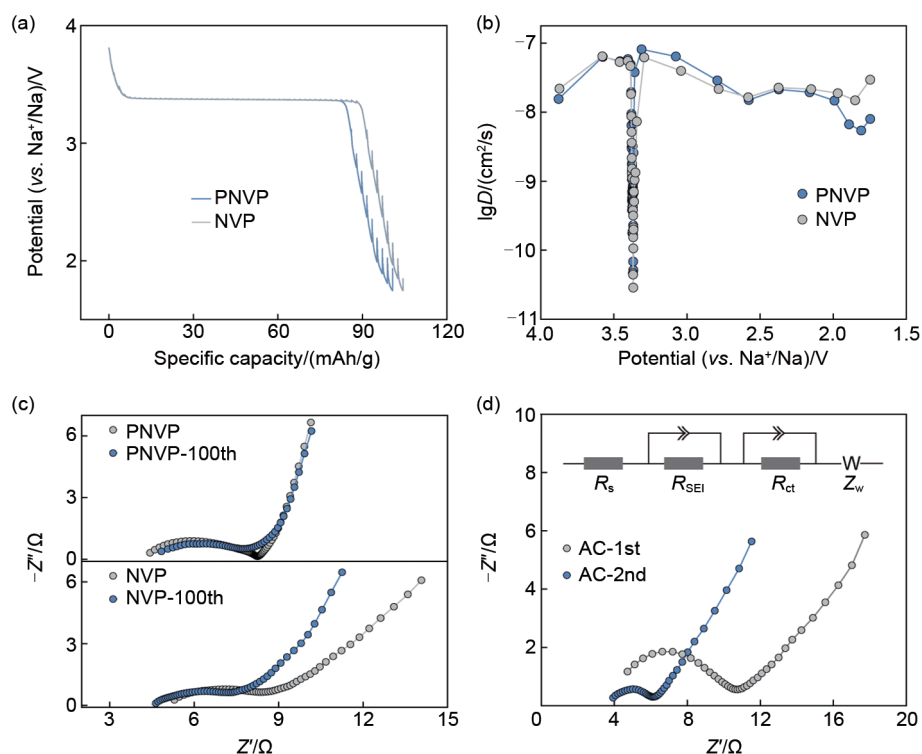 (a)
4
3
2
Potential (vs. Na⁺/Na)/V
PNVP
NVP
0 30 60 90 120
Specific capacity/(mAh/g)
(b)
−7
−8
−9
−10
−11
lgD/(cm²/s)
PNVP
NVP
4.0 3.5 3.0 2.5 2.0 1.5
Potential (vs. Na⁺/Na)/V
(c)
6
3
0
PNVP
PNVP-100th
−Z″/Ω
6
3
0
NVP
NVP-100th
3 6 9 12 15
Z′/Ω
(d)
10
8
6
4
2
0
−Z″/Ω
Rs RSEI Rct Zw
W
AC-1st
AC-2nd
0 4 8 12 16 20
Z′/Ω